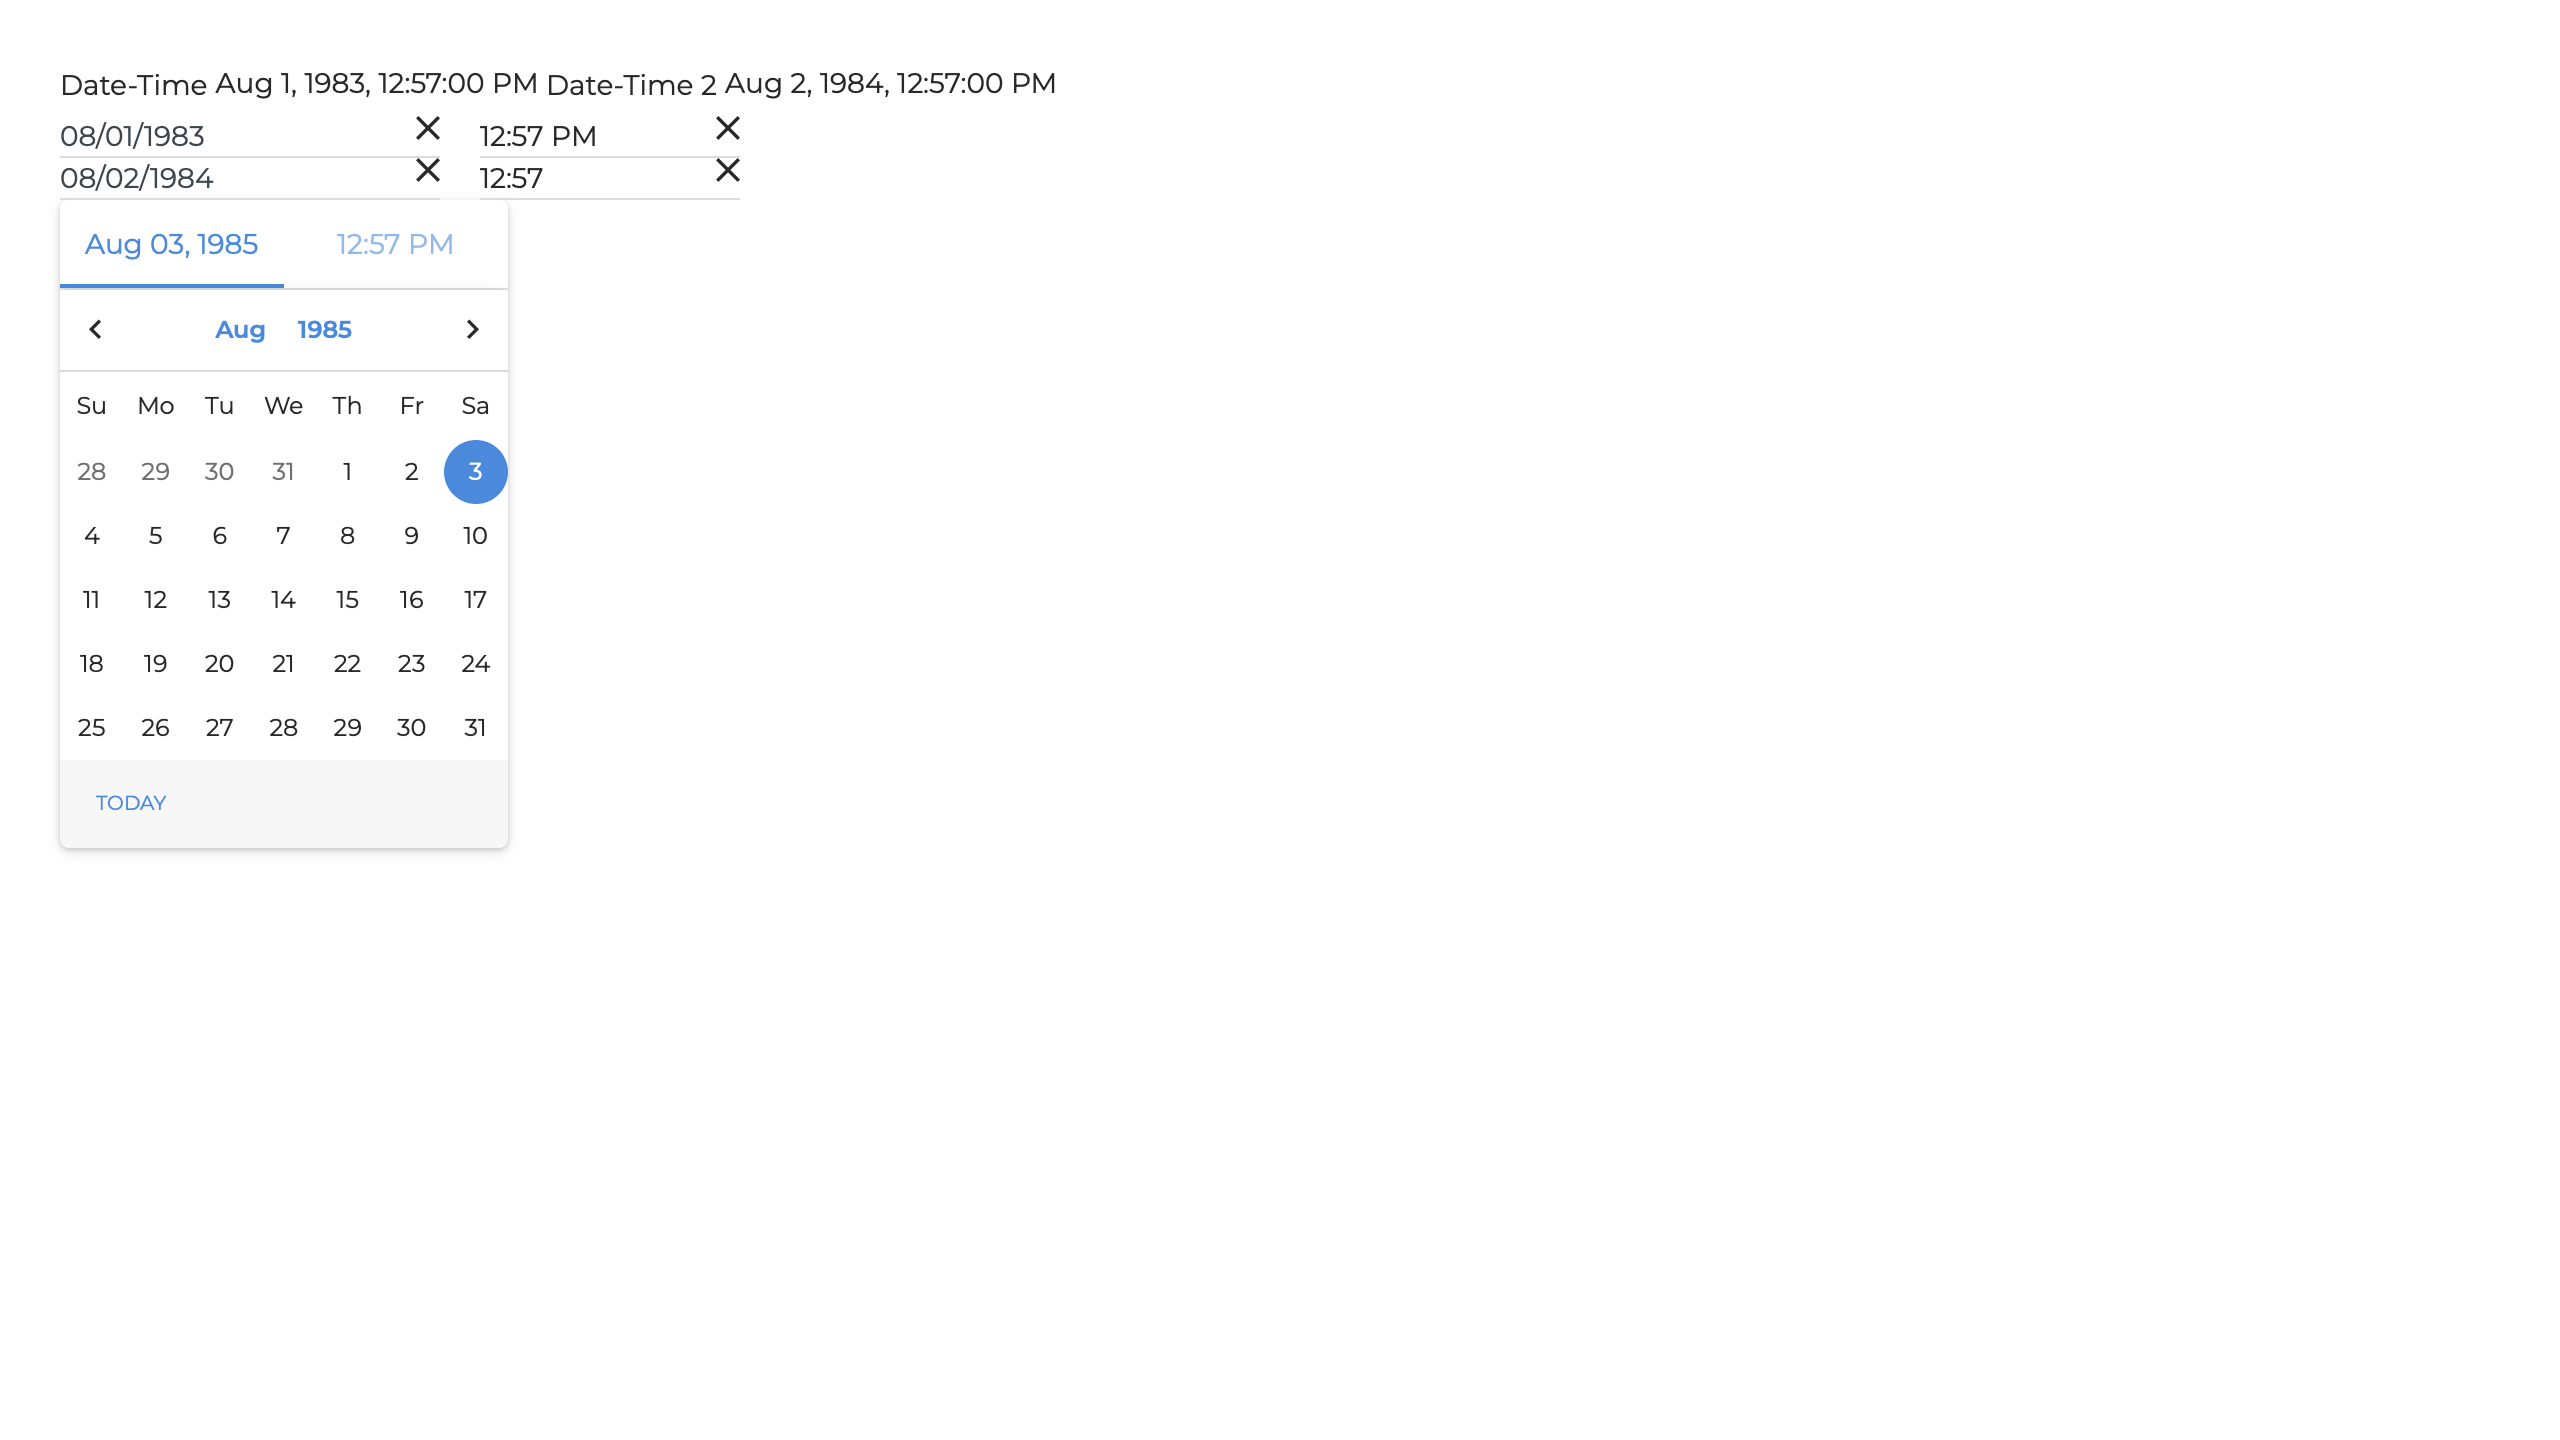 Date-Time Aug 1, 1983, 12:57:00 PM Date-Time 2 Aug 2, 1984, 12:57:00 PM
08/01/1983 12:57 PM
08/02/1984 12:57
Aug 03, 1985 12:57 PM
Aug 1985
Su Mo Tu We Th Fr Sa
28 29 30 31 1 2 3
4 5 6 7 8 9 10
11 12 13 14 15 16 17
18 19 20 21 22 23 24
25 26 27 28 29 30 31
TODAY